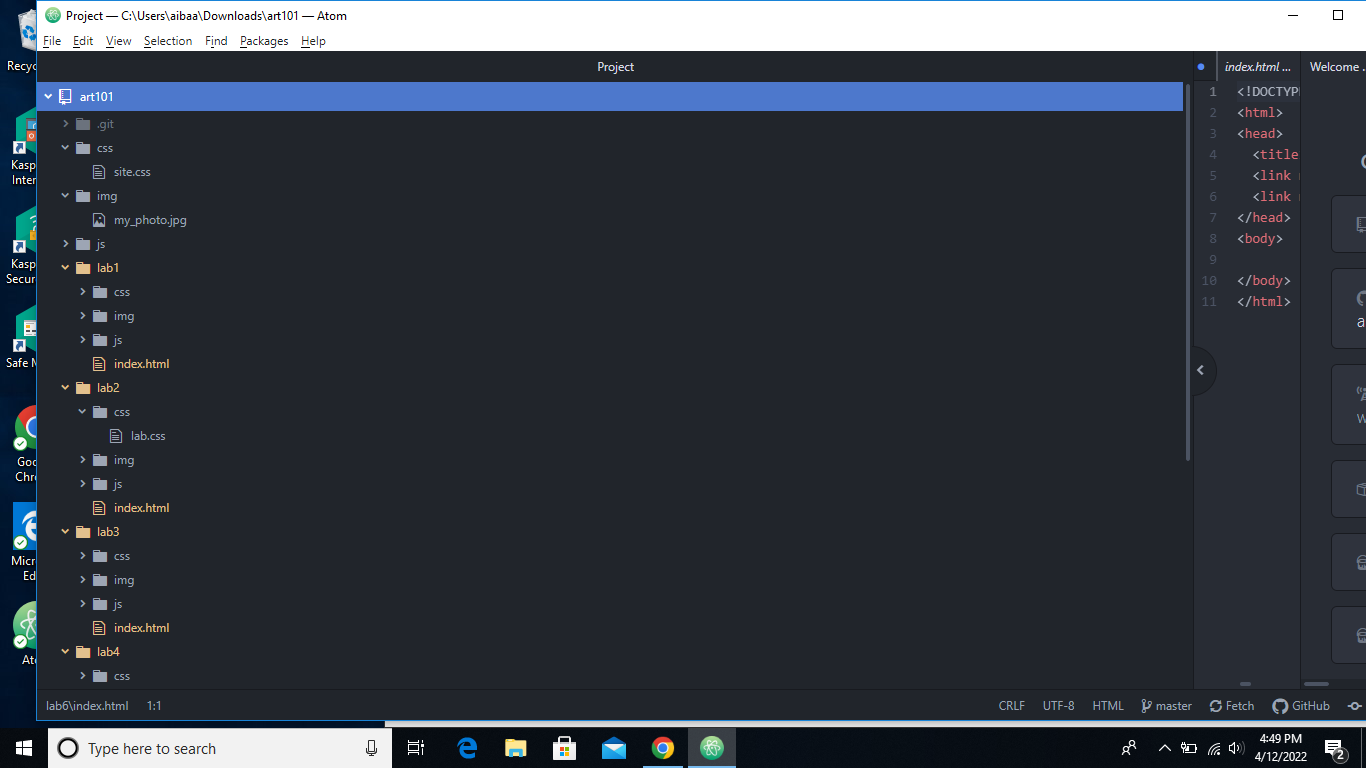 Project — C:\Users\aibaa\Downloads\art101 — Atom
File Edit View Selection Find Packages Help
Project
index.html ...
Welcome
art101
.git
css
site.css
img
my_photo.jpg
js
lab1
css
img
js
index.html
lab2
css
lab.css
img
js
index.html
lab3
css
img
js
index.html
lab4
css
1 <!DOCTYP
2 <html>
3 <head>
4 <title
5 <link
6 <link
7 </head>
8 <body>
9
10 </body>
11 </html>
lab6\index.html 1:1
CRLF UTF-8 HTML master Fetch GitHub
Recyc
Kasp
Inter
Kasp
Secur
Safe M
Goo
Chr
Micr
Ed
Ato
Type here to search
4:49 PM
4/12/2022
2